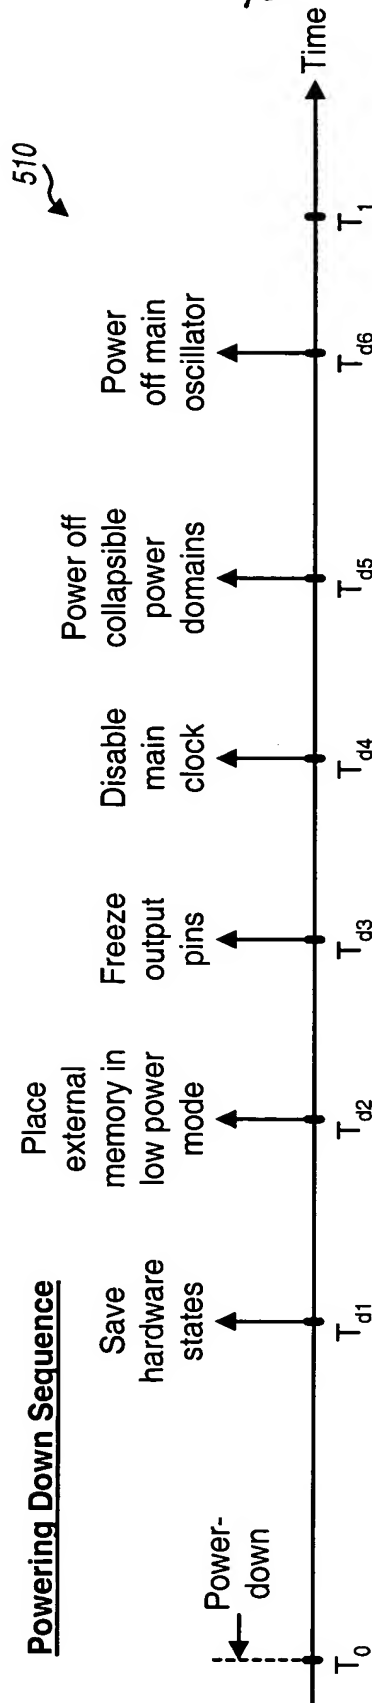 Powering Down Sequence
510
Power-
down
Save
hardware
states
Place
external
memory in
low power
mode
Freeze
output
pins
Disable
main
clock
Power off
collapsible
power
domains
Power
off main
oscillator
T0
Td1
Td2
Td3
Td4
Td5
Td6
T1
Time